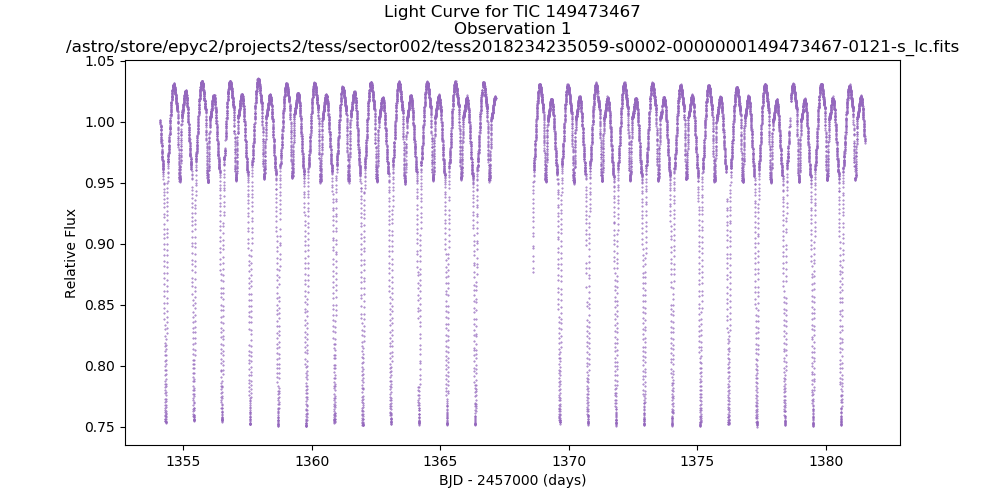 Light Curve for TIC 149473467
Observation 1
/astro/store/epyc2/projects2/tess/sector002/tess2018234235059-s0002-0000000149473467-0121-s_lc.fits
1.05
1.00
0.95
0.90
0.85
0.80
0.75
Relative Flux
1355 1360 1365 1370 1375 1380
BJD - 2457000 (days)